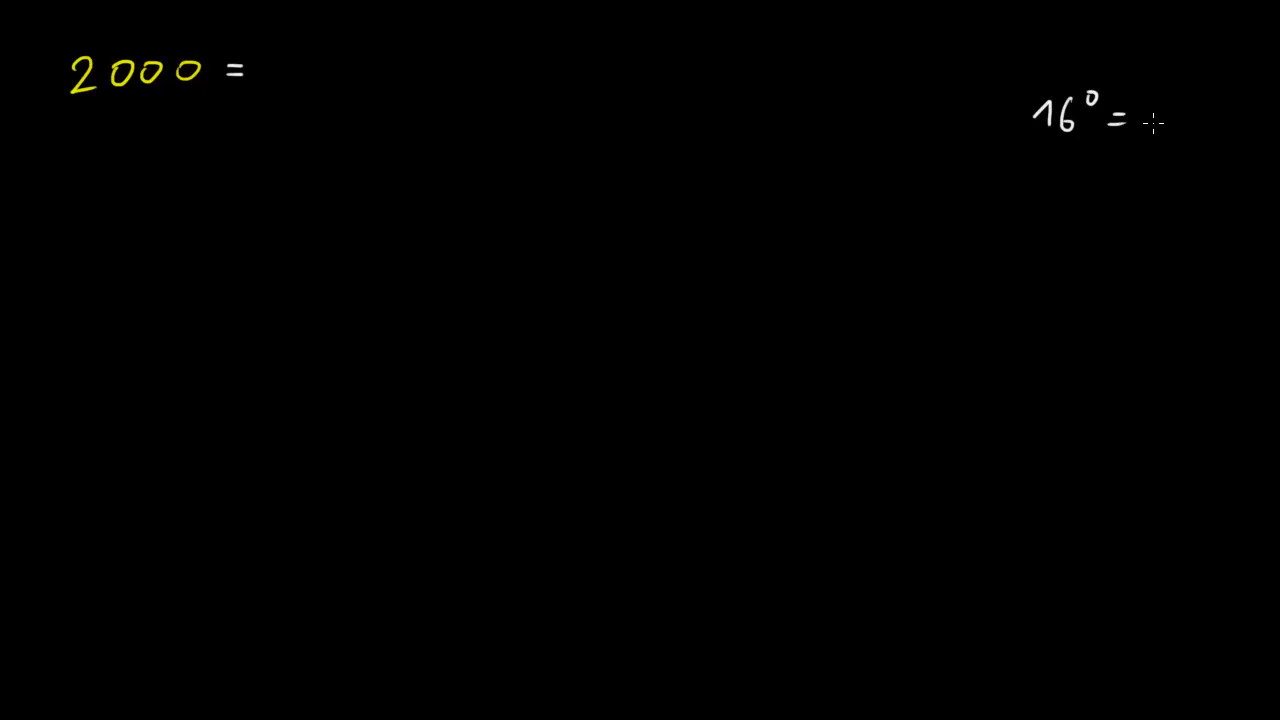 2000 =
16⁰ =